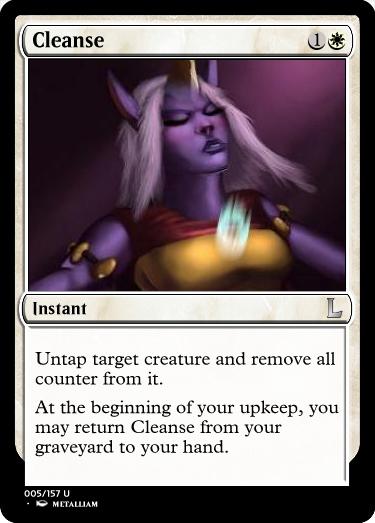 Cleanse 1
Instant L
Untap target creature and remove all
counter from it.
At the beginning of your upkeep, you
may return Cleanse from your
graveyard to your hand.
005/157 U
· METALLIAM